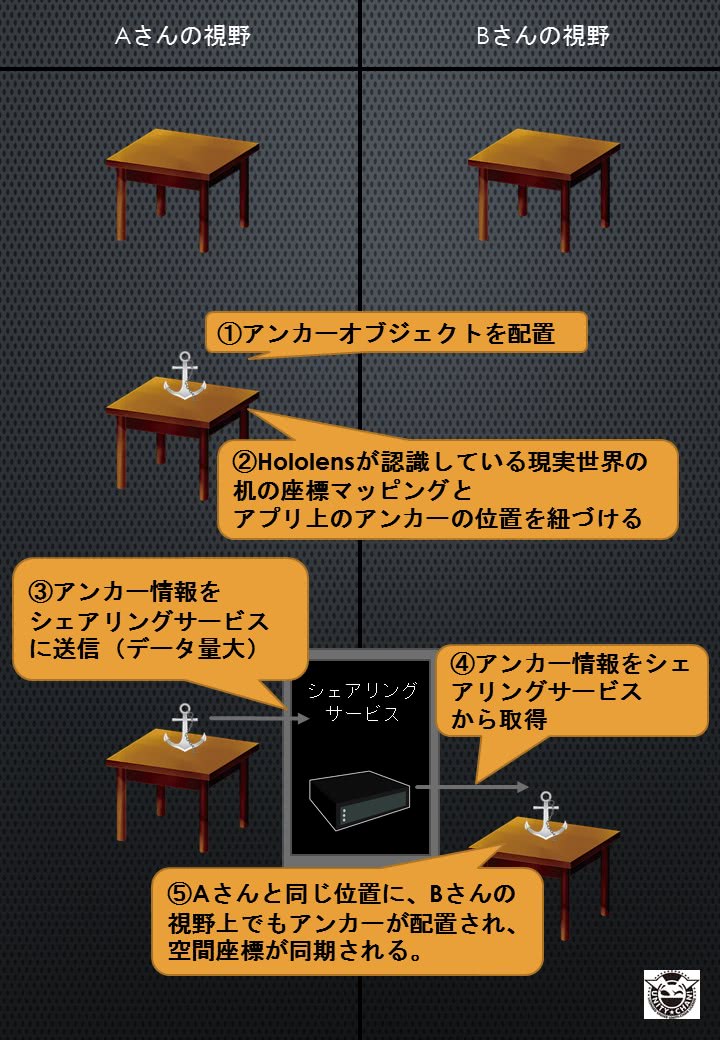 Aさんの視野
Bさんの視野
①アンカーオブジェクトを配置
②Hololensが認識している現実世界の
机の座標マッピングと
アプリ上のアンカーの位置を紐づける
③アンカー情報を
シェアリングサービス
に送信（データ量大）
シェアリング
サービス
④アンカー情報をシェ
アリングサービス
から取得
⑤Aさんと同じ位置に、Bさんの
視野上でもアンカーが配置され、
空間座標が同期される。
UNITY-CHAN